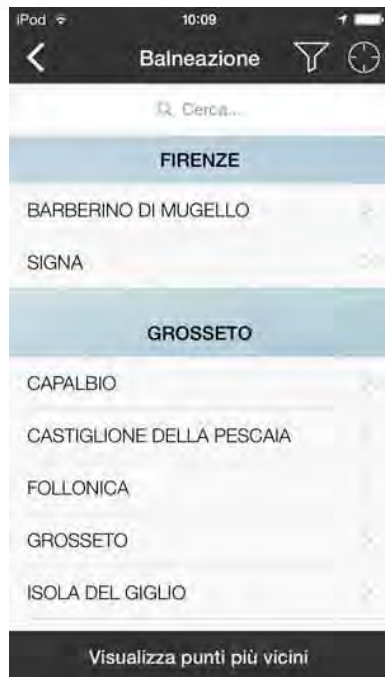 iPod 10:09
Balneazione
Cerca...
FIRENZE
BARBERINO DI MUGELLO
SIGNA
GROSSETO
CAPALBIO
CASTIGLIONE DELLA PESCAIA
FOLLONICA
GROSSETO
ISOLA DEL GIGLIO
Visualizza punti più vicini